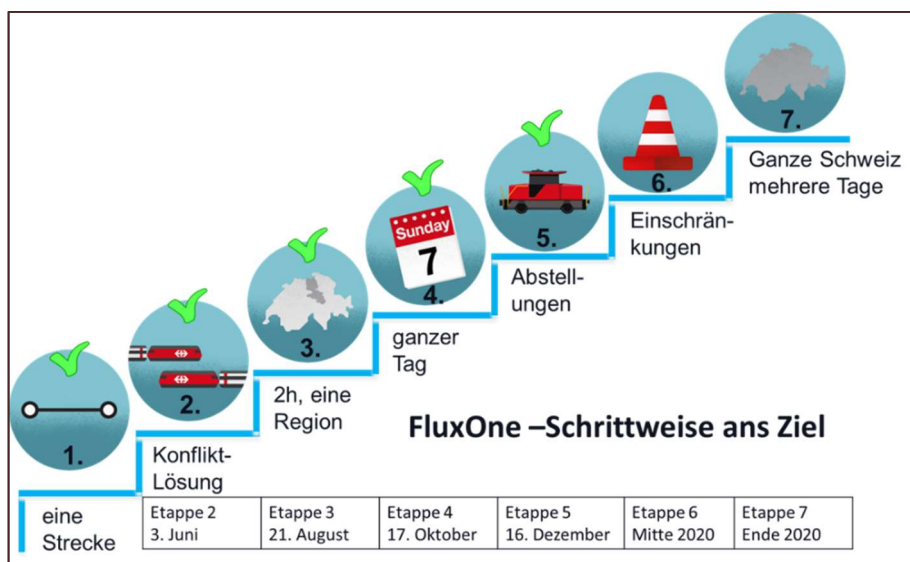 7.
Ganze Schweiz
mehrere Tage
6.
Einschrän-
kungen
5.
Abstell-
ungen
Sunday
7
4.
ganzer
Tag
3.
2h, eine
Region
2.
Konflikt-
Lösung
1.
eine
Strecke
FluxOne –Schrittweise ans Ziel
Etappe 2
3. Juni
Etappe 3
21. August
Etappe 4
17. Oktober
Etappe 5
16. Dezember
Etappe 6
Mitte 2020
Etappe 7
Ende 2020